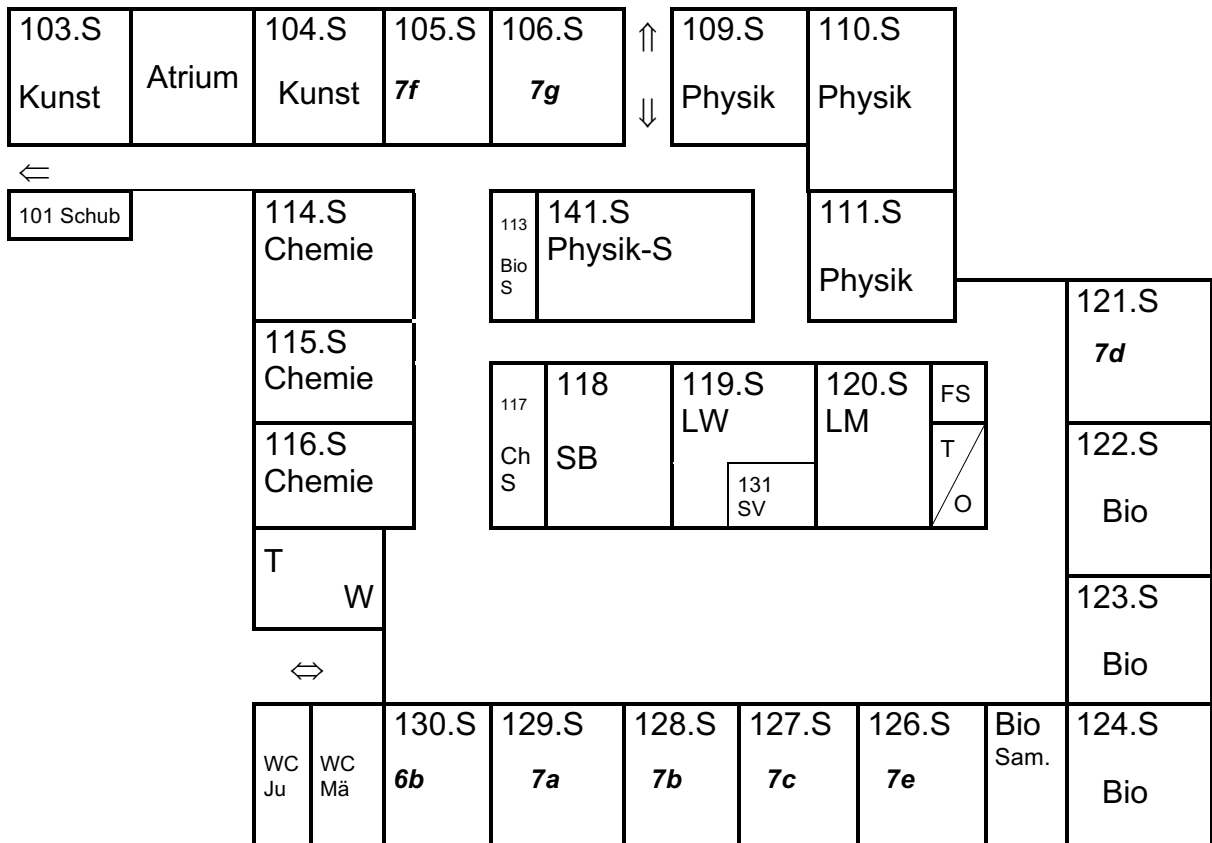 103.S
Kunst
Atrium
104.S
Kunst
105.S
7f
106.S
7g
⇑
⇓
109.S
Physik
110.S
Physik
⇐
101 Schub
114.S
Chemie
113
Bio
S
141.S
Physik-S
111.S
Physik
121.S
7d
115.S
Chemie
117
Ch
S
118
SB
119.S
LW
131
SV
120.S
LM
FS
T
O
116.S
Chemie
122.S
Bio
T
W
123.S
Bio
⇔
WC
Ju
WC
Mä
130.S
6b
129.S
7a
128.S
7b
127.S
7c
126.S
7e
Bio
Sam.
124.S
Bio